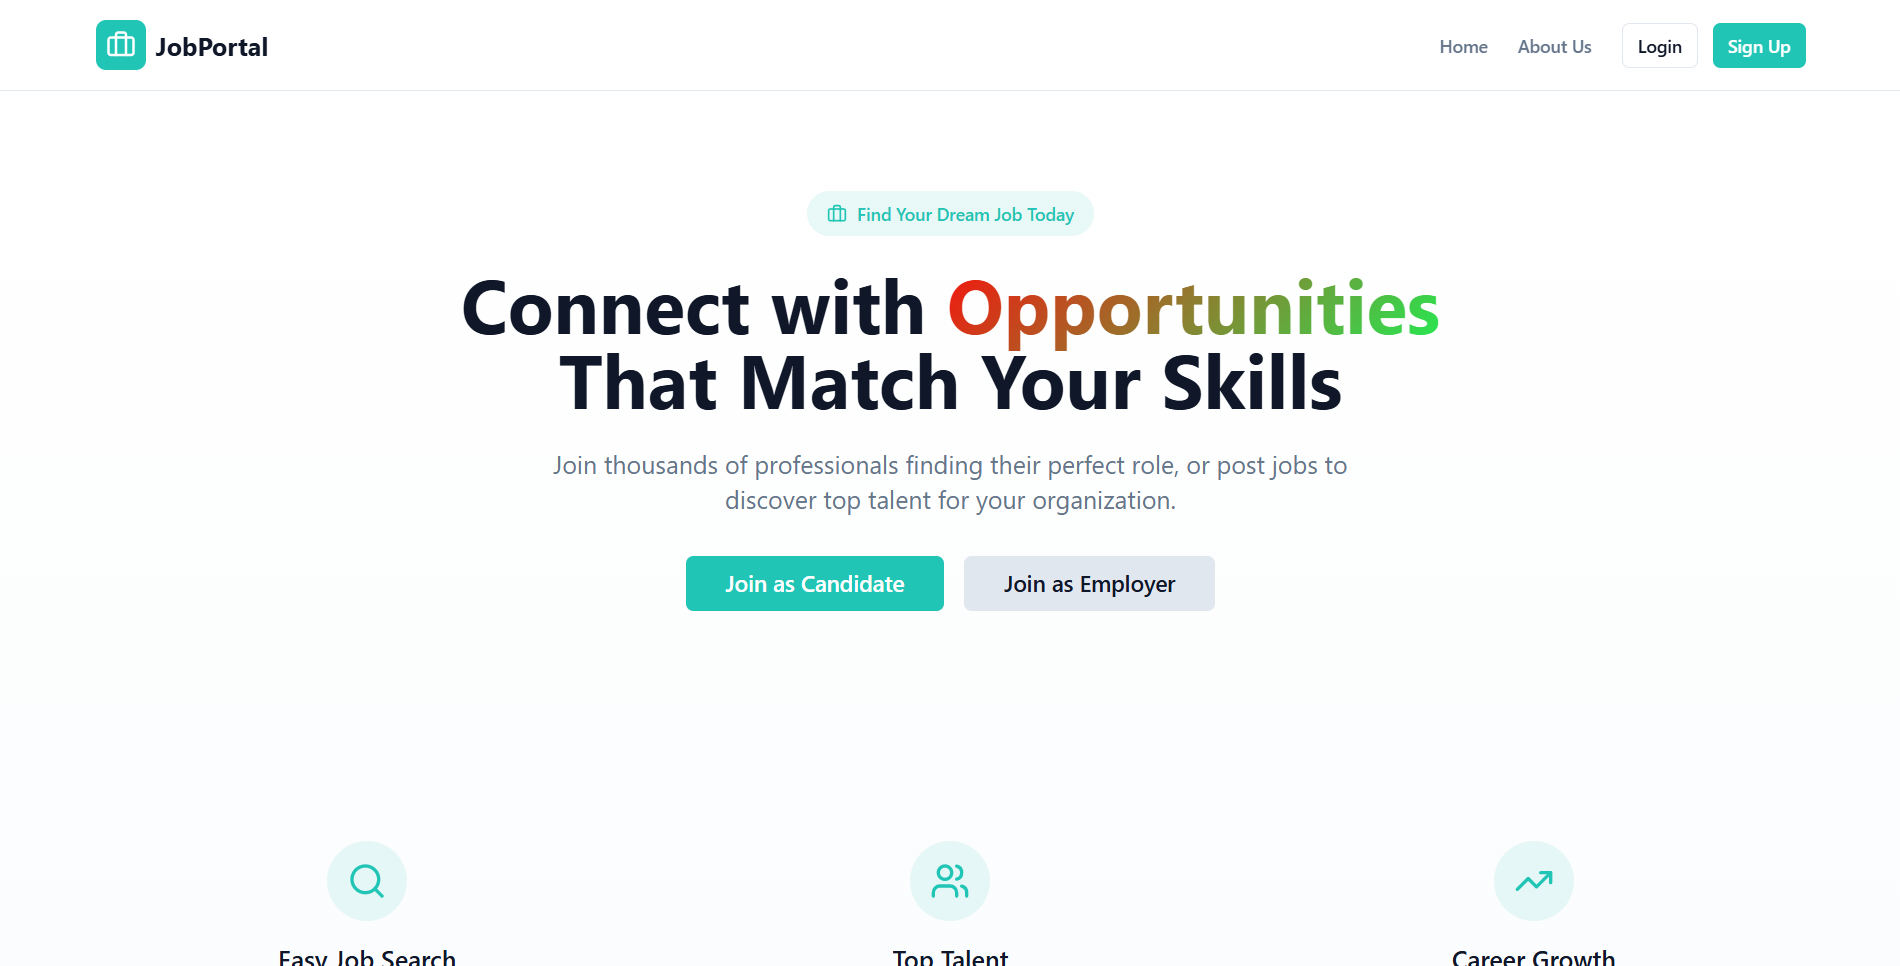 JobPortal
Home
About Us
Login
Sign Up
Find Your Dream Job Today
Connect with Opportunities
That Match Your Skills
Join thousands of professionals finding their perfect role, or post jobs to
discover top talent for your organization.
Join as Candidate
Join as Employer
Easy Job Search
Top Talent
Career Growth